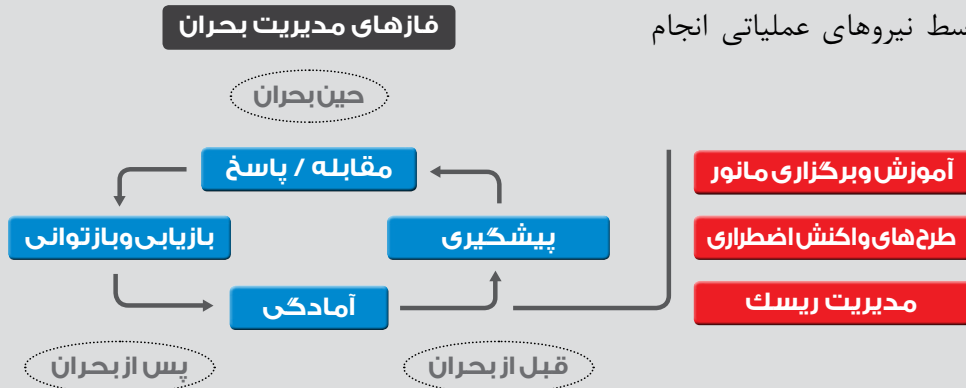 سط نیروهای عملیاتی انجام
فازهای مدیریت بحران
حین بحران
مقابله / پاسخ
آموزش و برگزاری مانور
پیشگیری
بازیابی و بازتوانی
طرح‌های واکنش اضطراری
آمادگی
مدیریت ریسک
قبل از بحران
پس از بحران